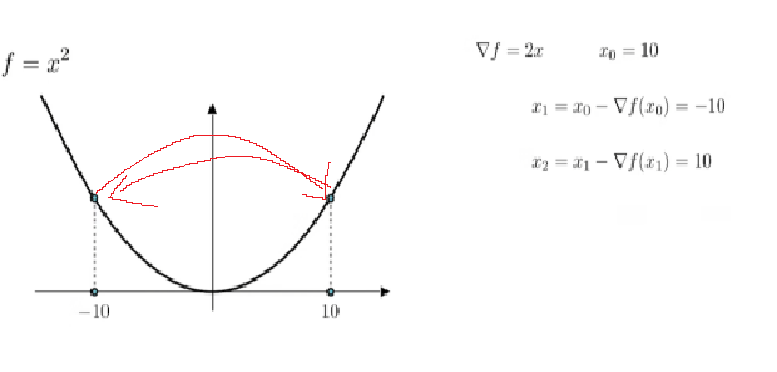 f = x²
∇f = 2x x₀ = 10
x₁ = x₀ − ∇f(x₀) = −10
x₂ = x₁ − ∇f(x₁) = 10
−10 10